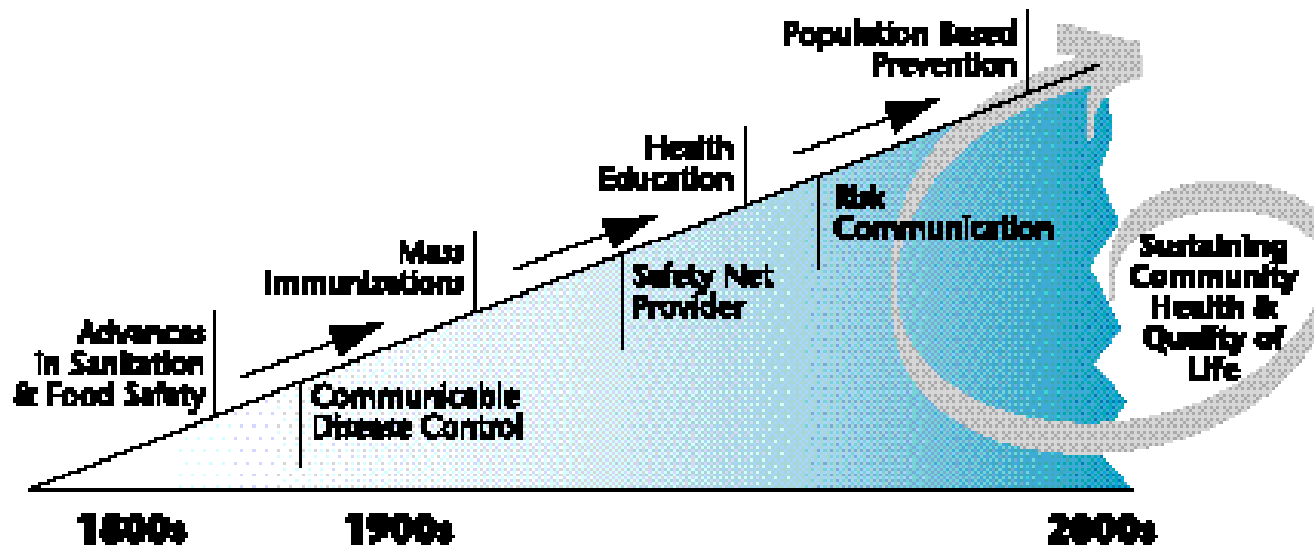 Population Based
Prevention
Health
Education
Risk
Communication
Mass
Immunizations
Safety Net
Provider
Sustaining
Community
Health &
Quality of
Life
Advances
in Sanitation
& Food Safety
Communicable
Disease Control
1800s
1900s
2000s